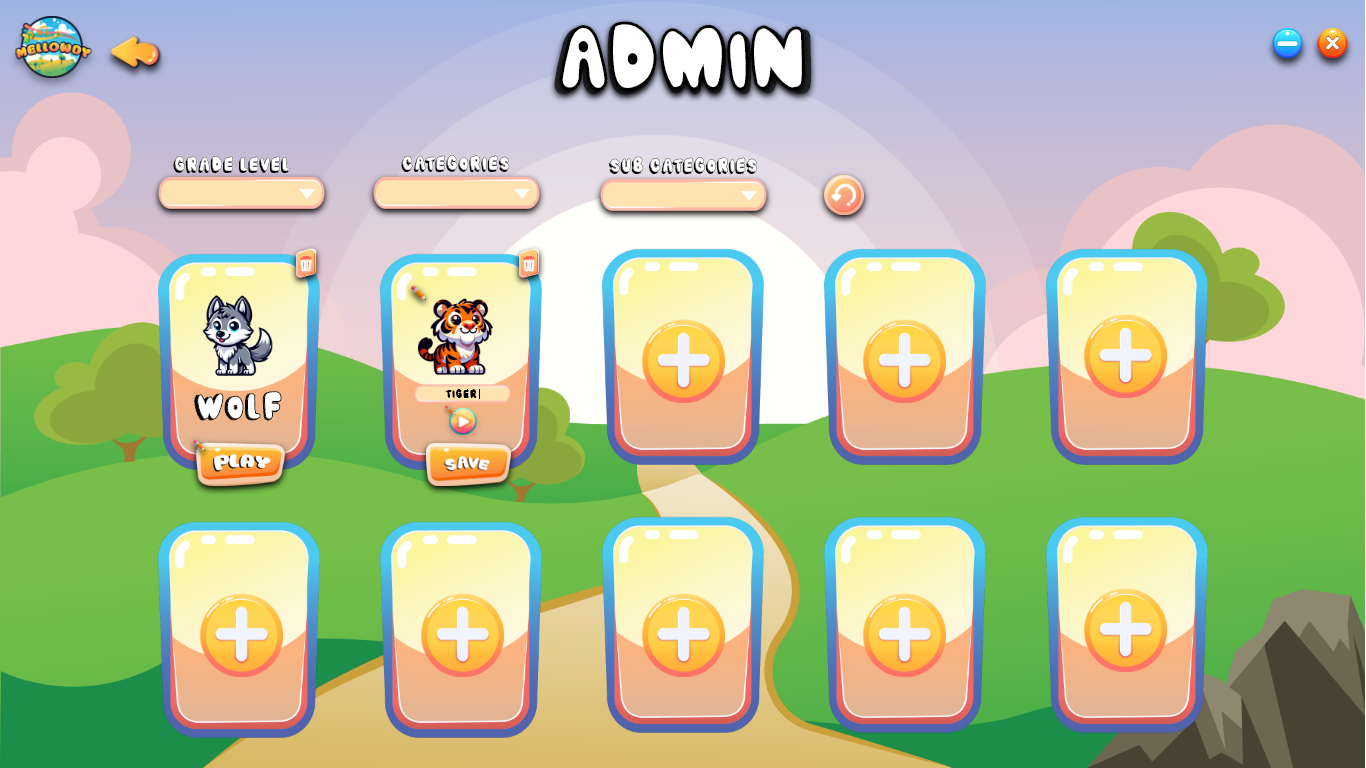 MELLOWDY
ADMIN
GRADE LEVEL
CATEGORIES
SUB CATEGORIES
WOLF
PLAY
TIGER
SAVE